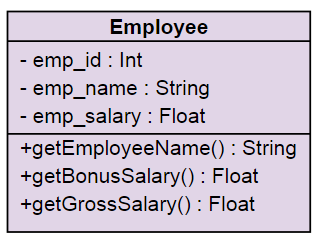 Employee
- emp_id : Int
- emp_name : String
- emp_salary : Float
+getEmployeeName() : String
+getBonusSalary() : Float
+getGrossSalary() : Float